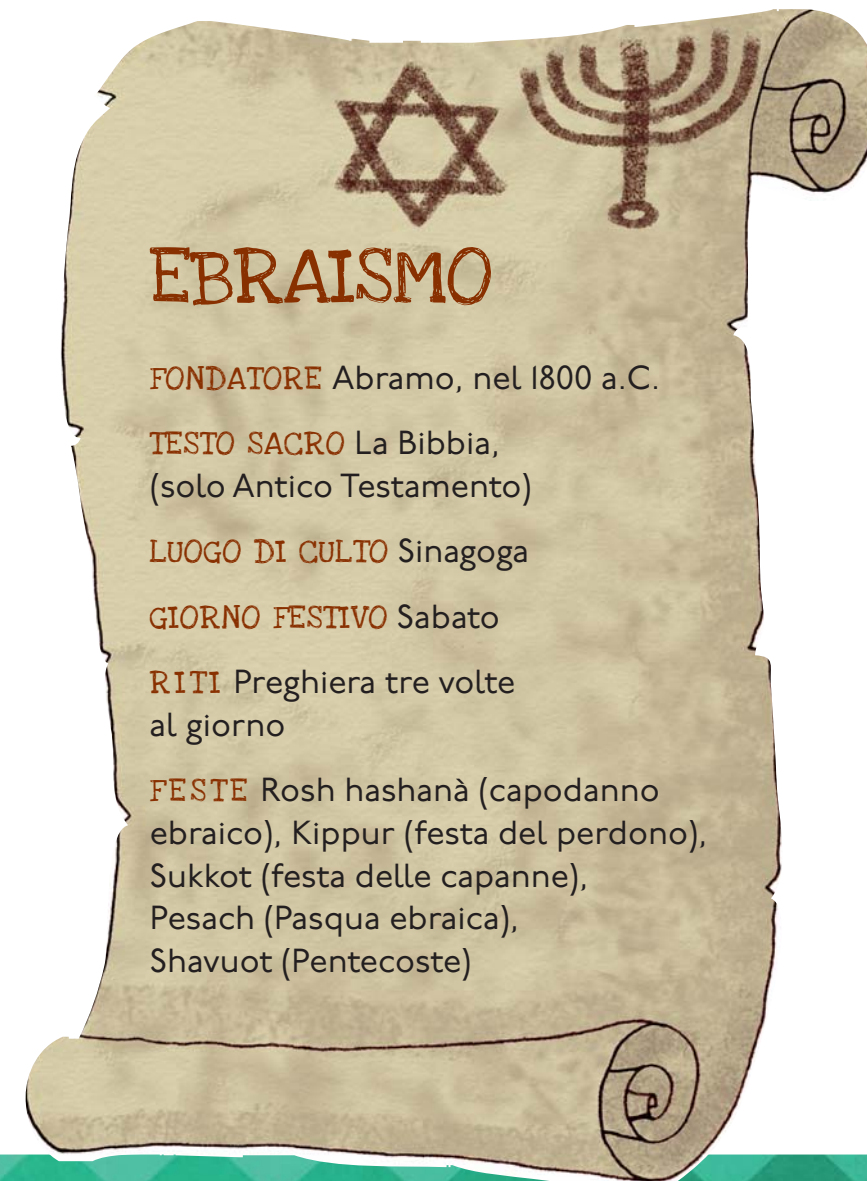 EBRAISMO
FONDATORE Abramo, nel 1800 a.C.
TESTO SACRO La Bibbia,
(solo Antico Testamento)
LUOGO DI CULTO Sinagoga
GIORNO FESTIVO Sabato
RITI Preghiera tre volte
al giorno
FESTE Rosh hashanà (capodanno
ebraico), Kippur (festa del perdono),
Sukkot (festa delle capanne),
Pesach (Pasqua ebraica),
Shavuot (Pentecoste)